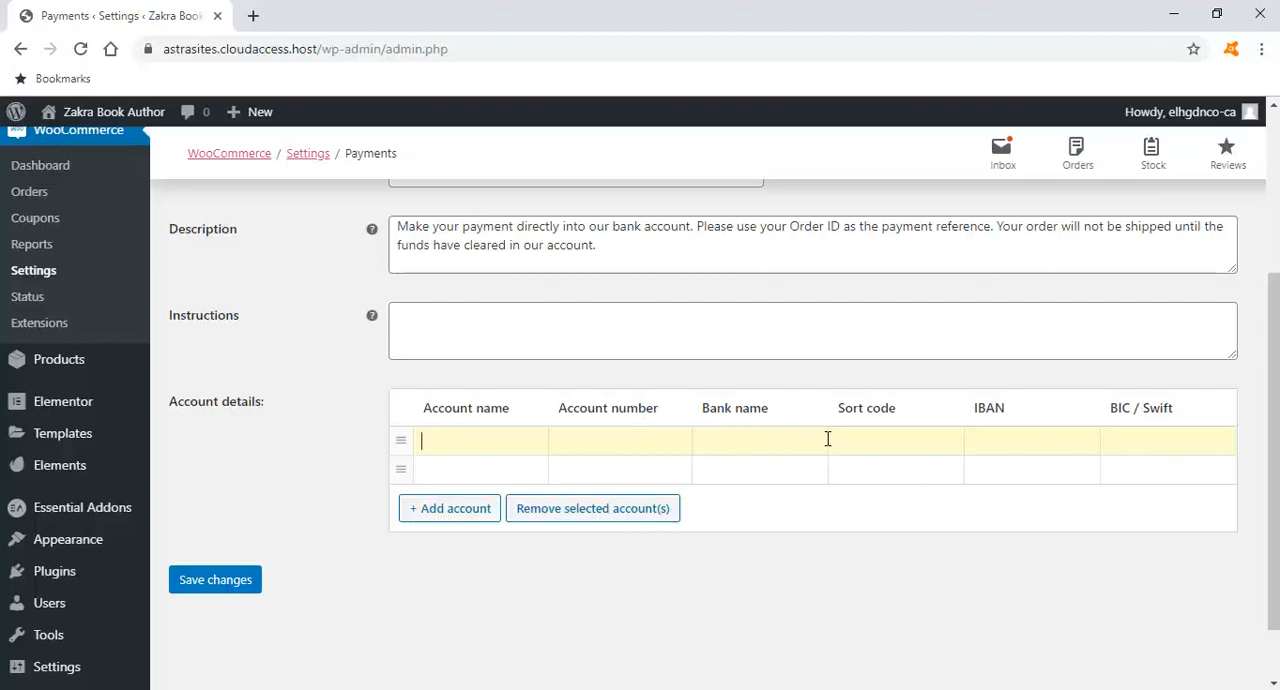 Payments ‹ Settings ‹ Zakra Book
astrasites.cloudaccess.host/wp-admin/admin.php
Bookmarks
Zakra Book Author 0 New Howdy, elhgdnco-ca
WooCommerce
WooCommerce / Settings / Payments
Inbox Orders Stock Reviews
Dashboard
Orders
Coupons
Reports
Settings
Status
Extensions
Products
Elementor
Templates
Elements
Essential Addons
Appearance
Plugins
Users
Tools
Settings
Description
Make your payment directly into our bank account. Please use your Order ID as the payment reference. Your order will not be shipped until the
funds have cleared in our account.
Instructions
Account details:
Account name Account number Bank name Sort code IBAN BIC / Swift
+ Add account Remove selected account(s)
Save changes